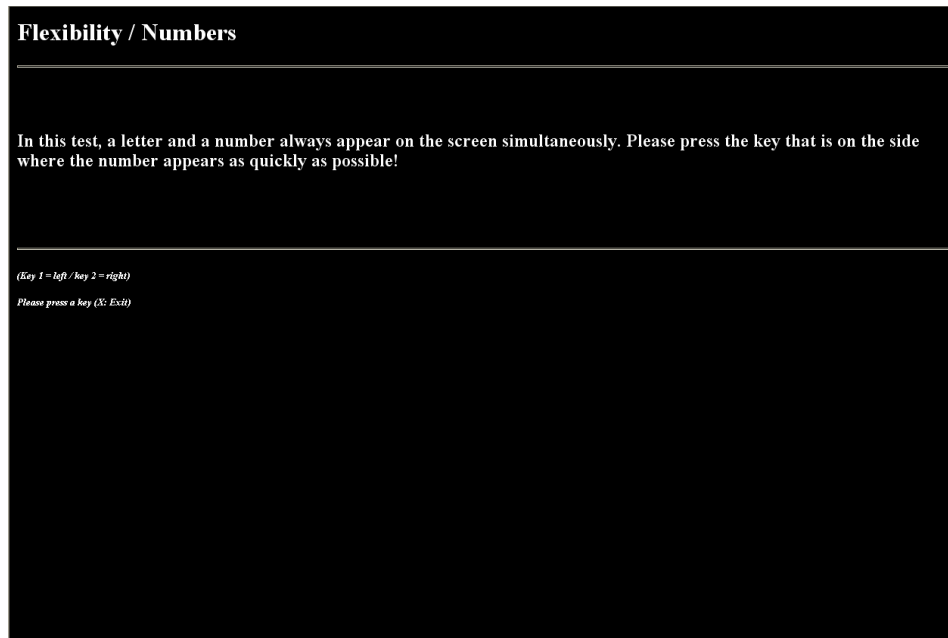 Flexibility / Numbers
In this test, a letter and a number always appear on the screen simultaneously. Please press the key that is on the side
where the number appears as quickly as possible!
(Key 1 = left / key 2 = right)
Please press a key (X: Exit)